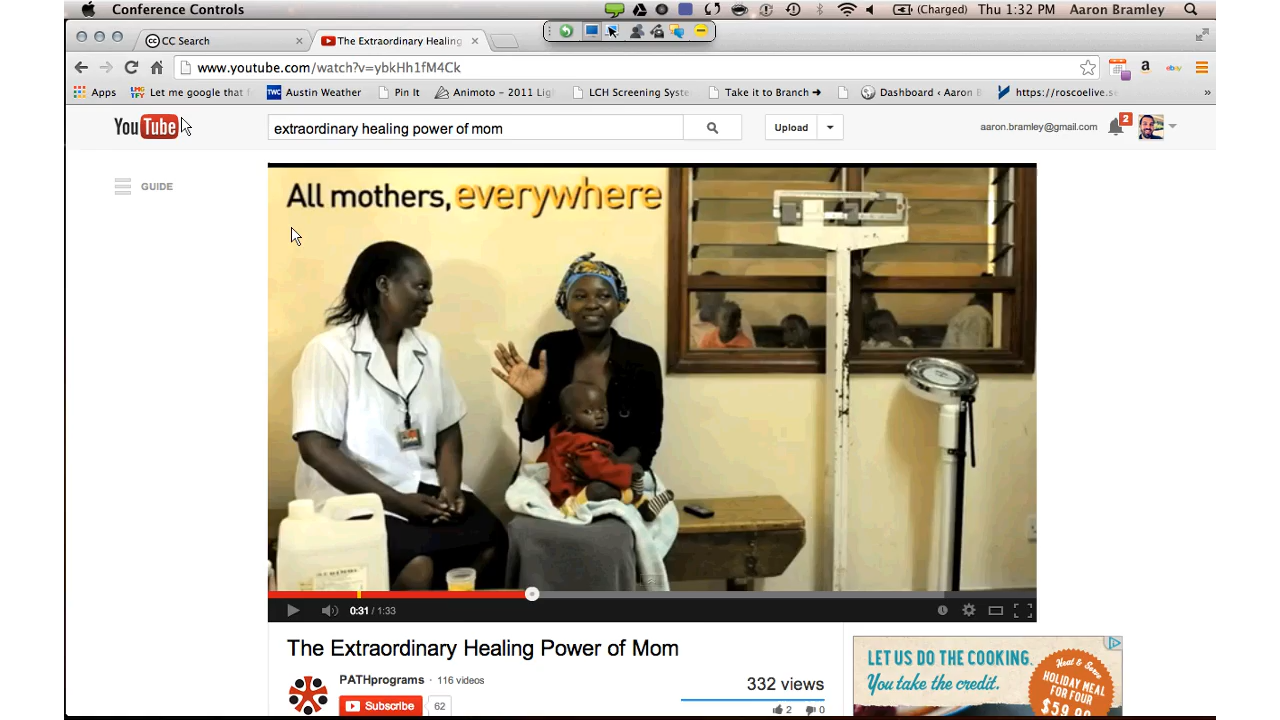 Conference Controls
(Charged) Thu 1:32 PM Aaron Bramley
CC Search
The Extraordinary Healing
www.youtube.com/watch?v=ybkHh1fM4Ck
Apps Let me google that f Austin Weather Pin It Animoto – 2011 Lig LCH Screening Syste Take it to Branch → Dashboard ‹ Aaron B https://roscoelive.s »
YouTube
extraordinary healing power of mom
Upload
aaron.bramley@gmail.com
2
GUIDE
All mothers, everywhere
0:31 / 1:33
The Extraordinary Healing Power of Mom
PATHprograms · 116 videos
332 views
Subscribe 62
2 0
LET US DO THE COOKING.
You take the credit.
Heat & Serve
HOLIDAY MEAL
FOR FOUR
$59.99